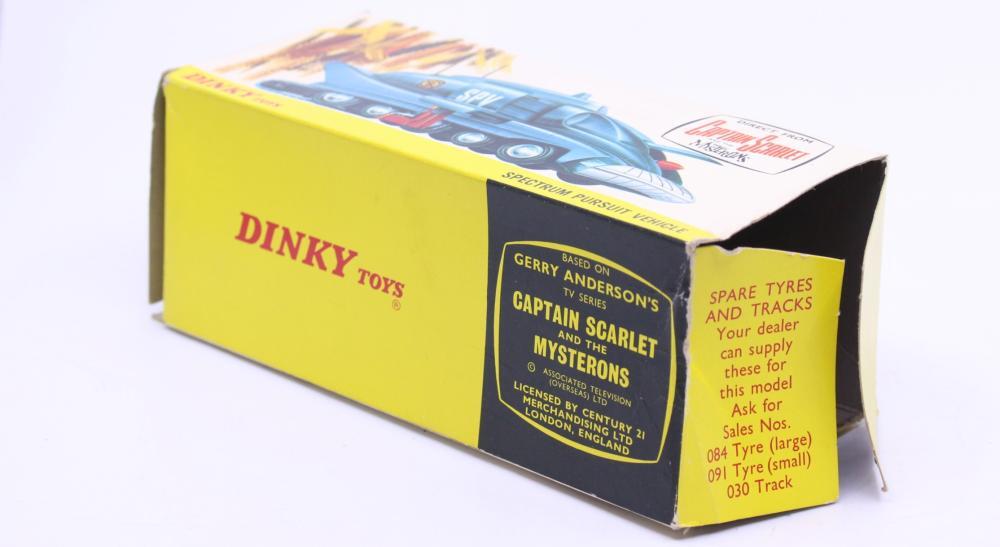 DINKY TOYS
SPV
DIRECT FROM
CAPTAIN SCARLET
MYSTERONS
SPECTRUM PURSUIT VEHICLE
DINKY TOYS
®
BASED ON
GERRY ANDERSON'S
TV SERIES
CAPTAIN SCARLET
AND THE
MYSTERONS
© ASSOCIATED TELEVISION
(OVERSEAS) LTD
LICENSED BY CENTURY 21
MERCHANDISING LTD
LONDON, ENGLAND
SPARE TYRES
AND TRACKS
Your dealer
can supply
these for
this model
Ask for
Sales Nos.
084 Tyre (large)
091 Tyre (small)
030 Track